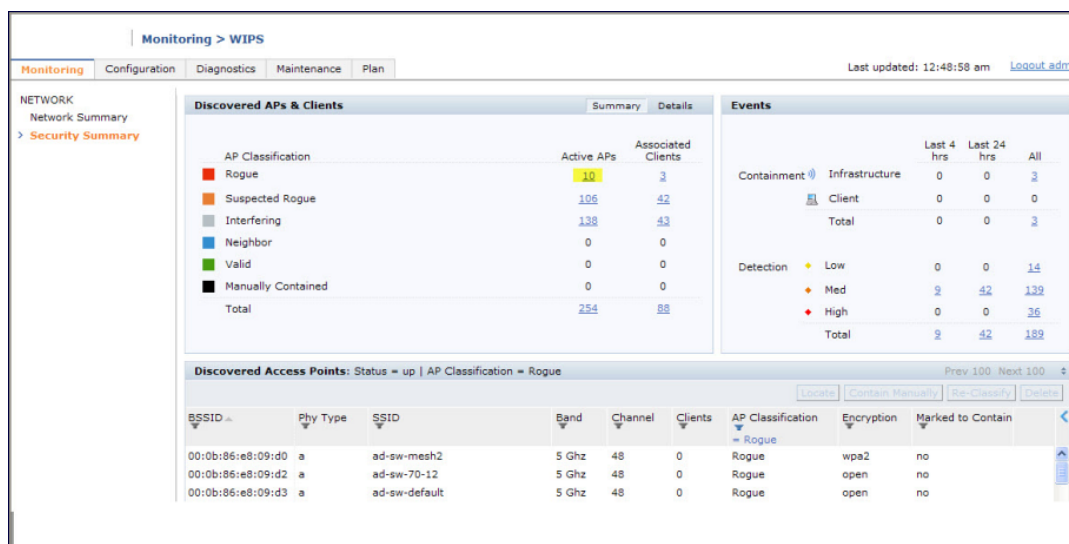 Monitoring > WIPS
Monitoring Configuration Diagnostics Maintenance Plan Last updated: 12:48:58 am Logout adm
NETWORK
Network Summary
> Security Summary
Discovered APs & Clients Summary Details
AP Classification Active APs Associated Clients
Rogue 10 3
Suspected Rogue 106 42
Interfering 138 43
Neighbor 0 0
Valid 0 0
Manually Contained 0 0
Total 254 88
Events
Last 4 hrs Last 24 hrs All
Containment Infrastructure 0 0 3
Client 0 0 0
Total 0 0 3
Detection Low 0 0 14
Med 9 42 139
High 0 0 36
Total 9 42 189
Discovered Access Points: Status = up | AP Classification = Rogue Prev 100 Next 100
Locate Contain Manually Re-Classify Delete
BSSID Phy Type SSID Band Channel Clients AP Classification Encryption Marked to Contain
= Rogue
00:0b:86:e8:09:d0 a ad-sw-mesh2 5 Ghz 48 0 Rogue wpa2 no
00:0b:86:e8:09:d2 a ad-sw-70-12 5 Ghz 48 0 Rogue open no
00:0b:86:e8:09:d3 a ad-sw-default 5 Ghz 48 0 Rogue open no